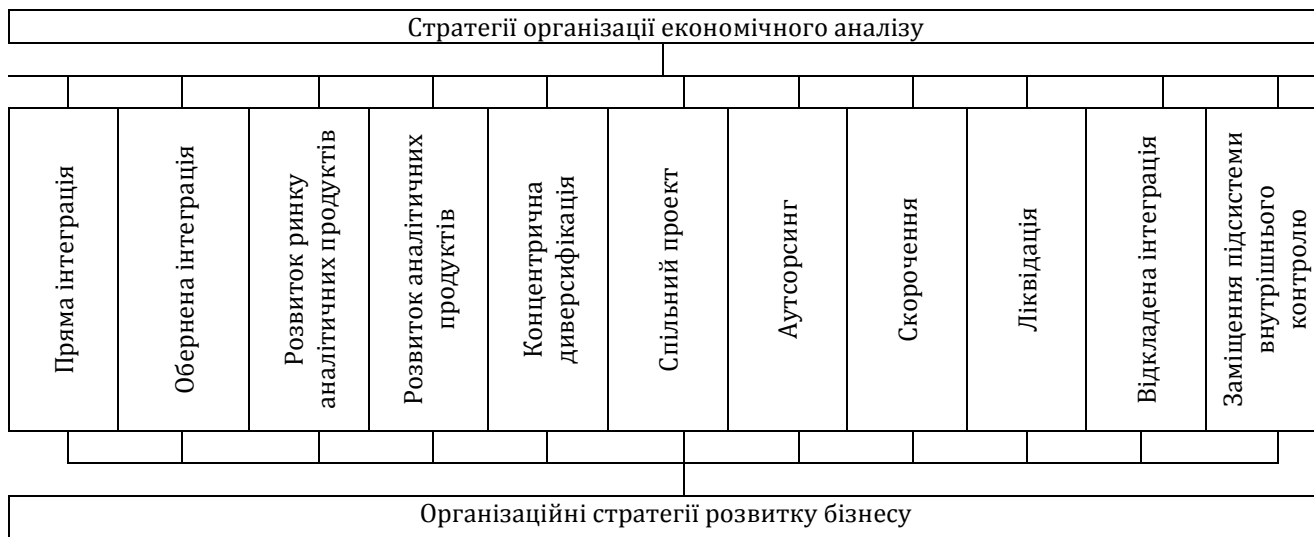 Стратегії організації економічного аналізу
Пряма інтеграція
Обернена інтеграція
Розвиток ринку
аналітичних продуктів
Розвиток аналітичних
продуктів
Концентрична
диверсифікація
Спільний проект
Аутсорсинг
Скорочення
Ліквідація
Відкладена інтеграція
Заміщення підсистеми
внутрішнього
контролю
Організаційні стратегії розвитку бізнесу